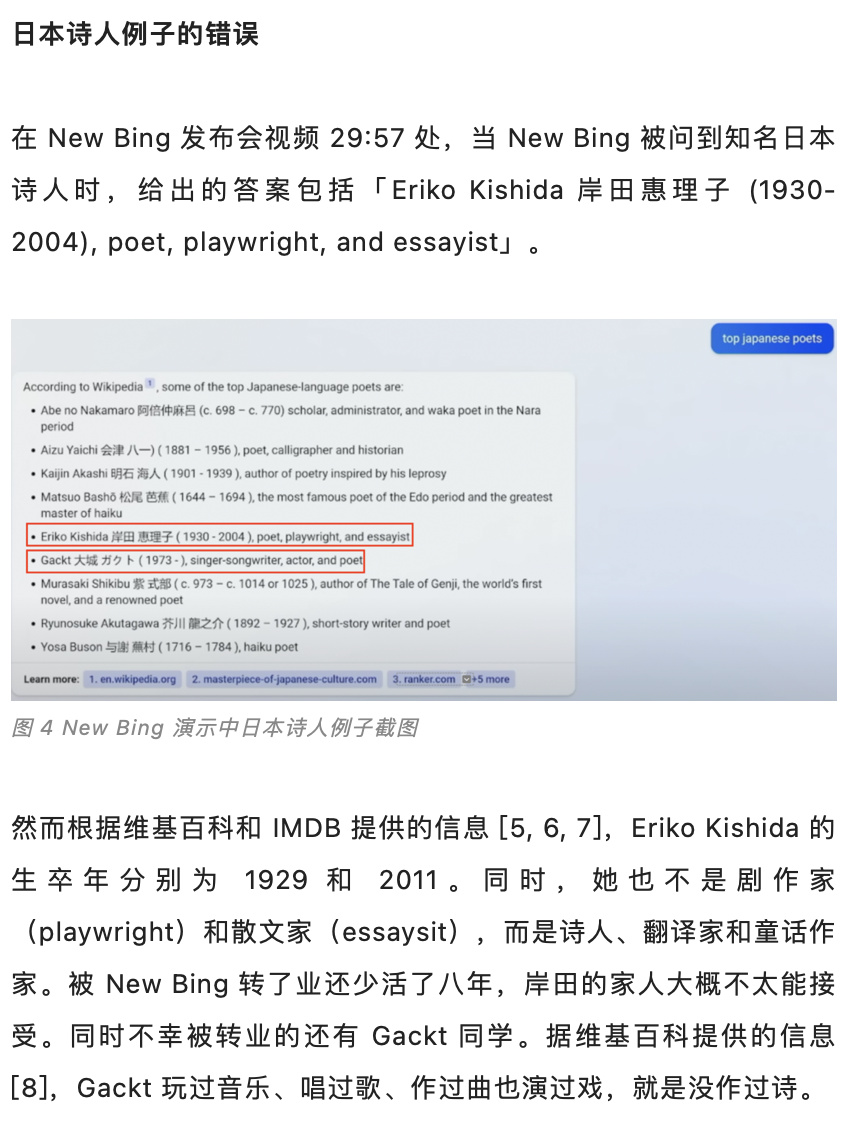 日本诗人例子的错误
在 New Bing 发布会视频 29:57 处，当 New Bing 被问到知名日本
诗人时，给出的答案包括「Eriko Kishida 岸田惠理子 (1930-
2004), poet, playwright, and essayist」。
top japanese poets
According to Wikipedia 1, some of the top Japanese-language poets are:
• Abe no Nakamaro 阿倍仲麻呂 (c. 698 – c. 770) scholar, administrator, and waka poet in the Nara
period
• Aizu Yaichi 会津 八一) ( 1881 – 1956 ), poet, calligrapher and historian
• Kaijin Akashi 明石 海人 ( 1901 - 1939 ), author of poetry inspired by his leprosy
• Matsuo Bashō 松尾 芭蕉 ( 1644 – 1694 ), the most famous poet of the Edo period and the greatest
master of haiku
• Eriko Kishida 岸田 恵理子 ( 1930 - 2004 ), poet, playwright, and essayist
• Gackt 大城 ガクト ( 1973 - ), singer-songwriter, actor, and poet
• Murasaki Shikibu 紫 式部 ( c. 973 – c. 1014 or 1025 ), author of The Tale of Genji, the world's first
novel, and a renowned poet
• Ryunosuke Akutagawa 芥川 龍之介 ( 1892 – 1927 ), short-story writer and poet
• Yosa Buson 与謝 蕪村 ( 1716 – 1784 ), haiku poet
Learn more: 1. en.wikipedia.org 2. masterpiece-of-japanese-culture.com 3. ranker.com +5 more
图 4 New Bing 演示中日本诗人例子截图
然而根据维基百科和 IMDB 提供的信息 [5, 6, 7]，Eriko Kishida 的
生卒年分别为 1929 和 2011。同时，她也不是剧作家
（playwright）和散文家（essaysit），而是诗人、翻译家和童话作
家。被 New Bing 转了业还少活了八年，岸田的家人大概不太能接
受。同时不幸被转业的还有 Gackt 同学。据维基百科提供的信息
[8]，Gackt 玩过音乐、唱过歌、作过曲也演过戏，就是没作过诗。